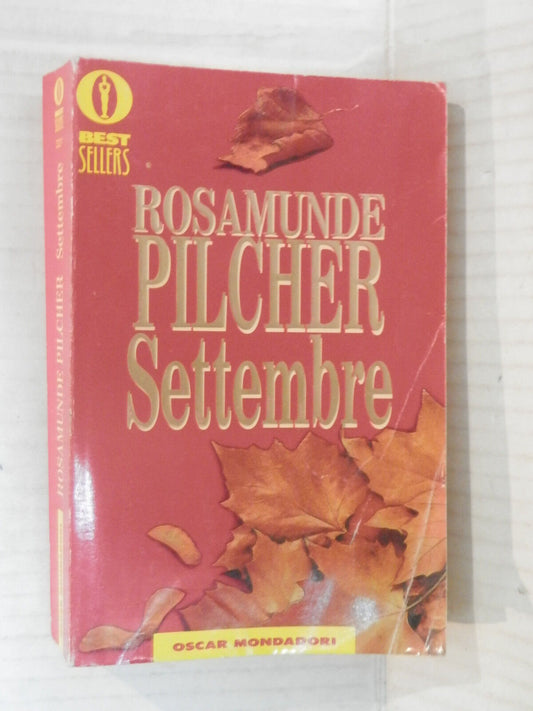 BEST
SELLERS
ROSAMUNDE
PILCHER
Settembre
OSCAR MONDADORI
ROSAMUNDE PILCHER Settembre